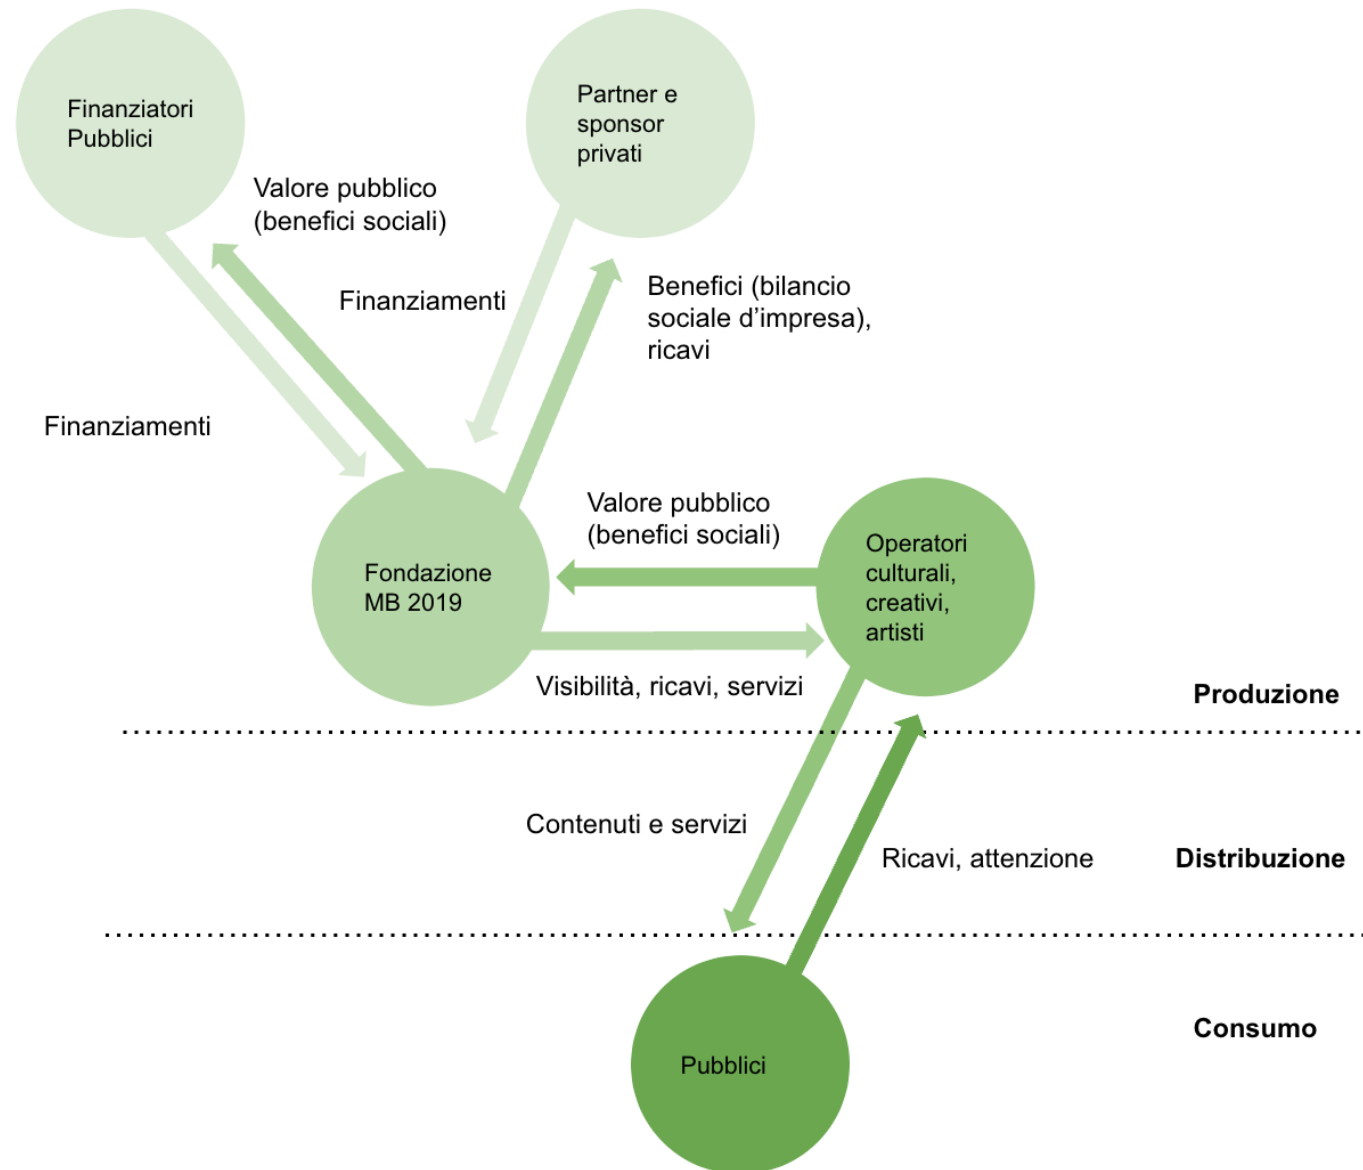 Finanziatori
Pubblici
Partner e
sponsor
privati
Valore pubblico
(benefici sociali)
Finanziamenti
Benefici (bilancio
sociale d’impresa),
ricavi
Finanziamenti
Valore pubblico
(benefici sociali)
Operatori
culturali,
creativi,
artisti
Fondazione
MB 2019
Visibilità, ricavi, servizi
Produzione
Contenuti e servizi
Ricavi, attenzione
Distribuzione
Consumo
Pubblici